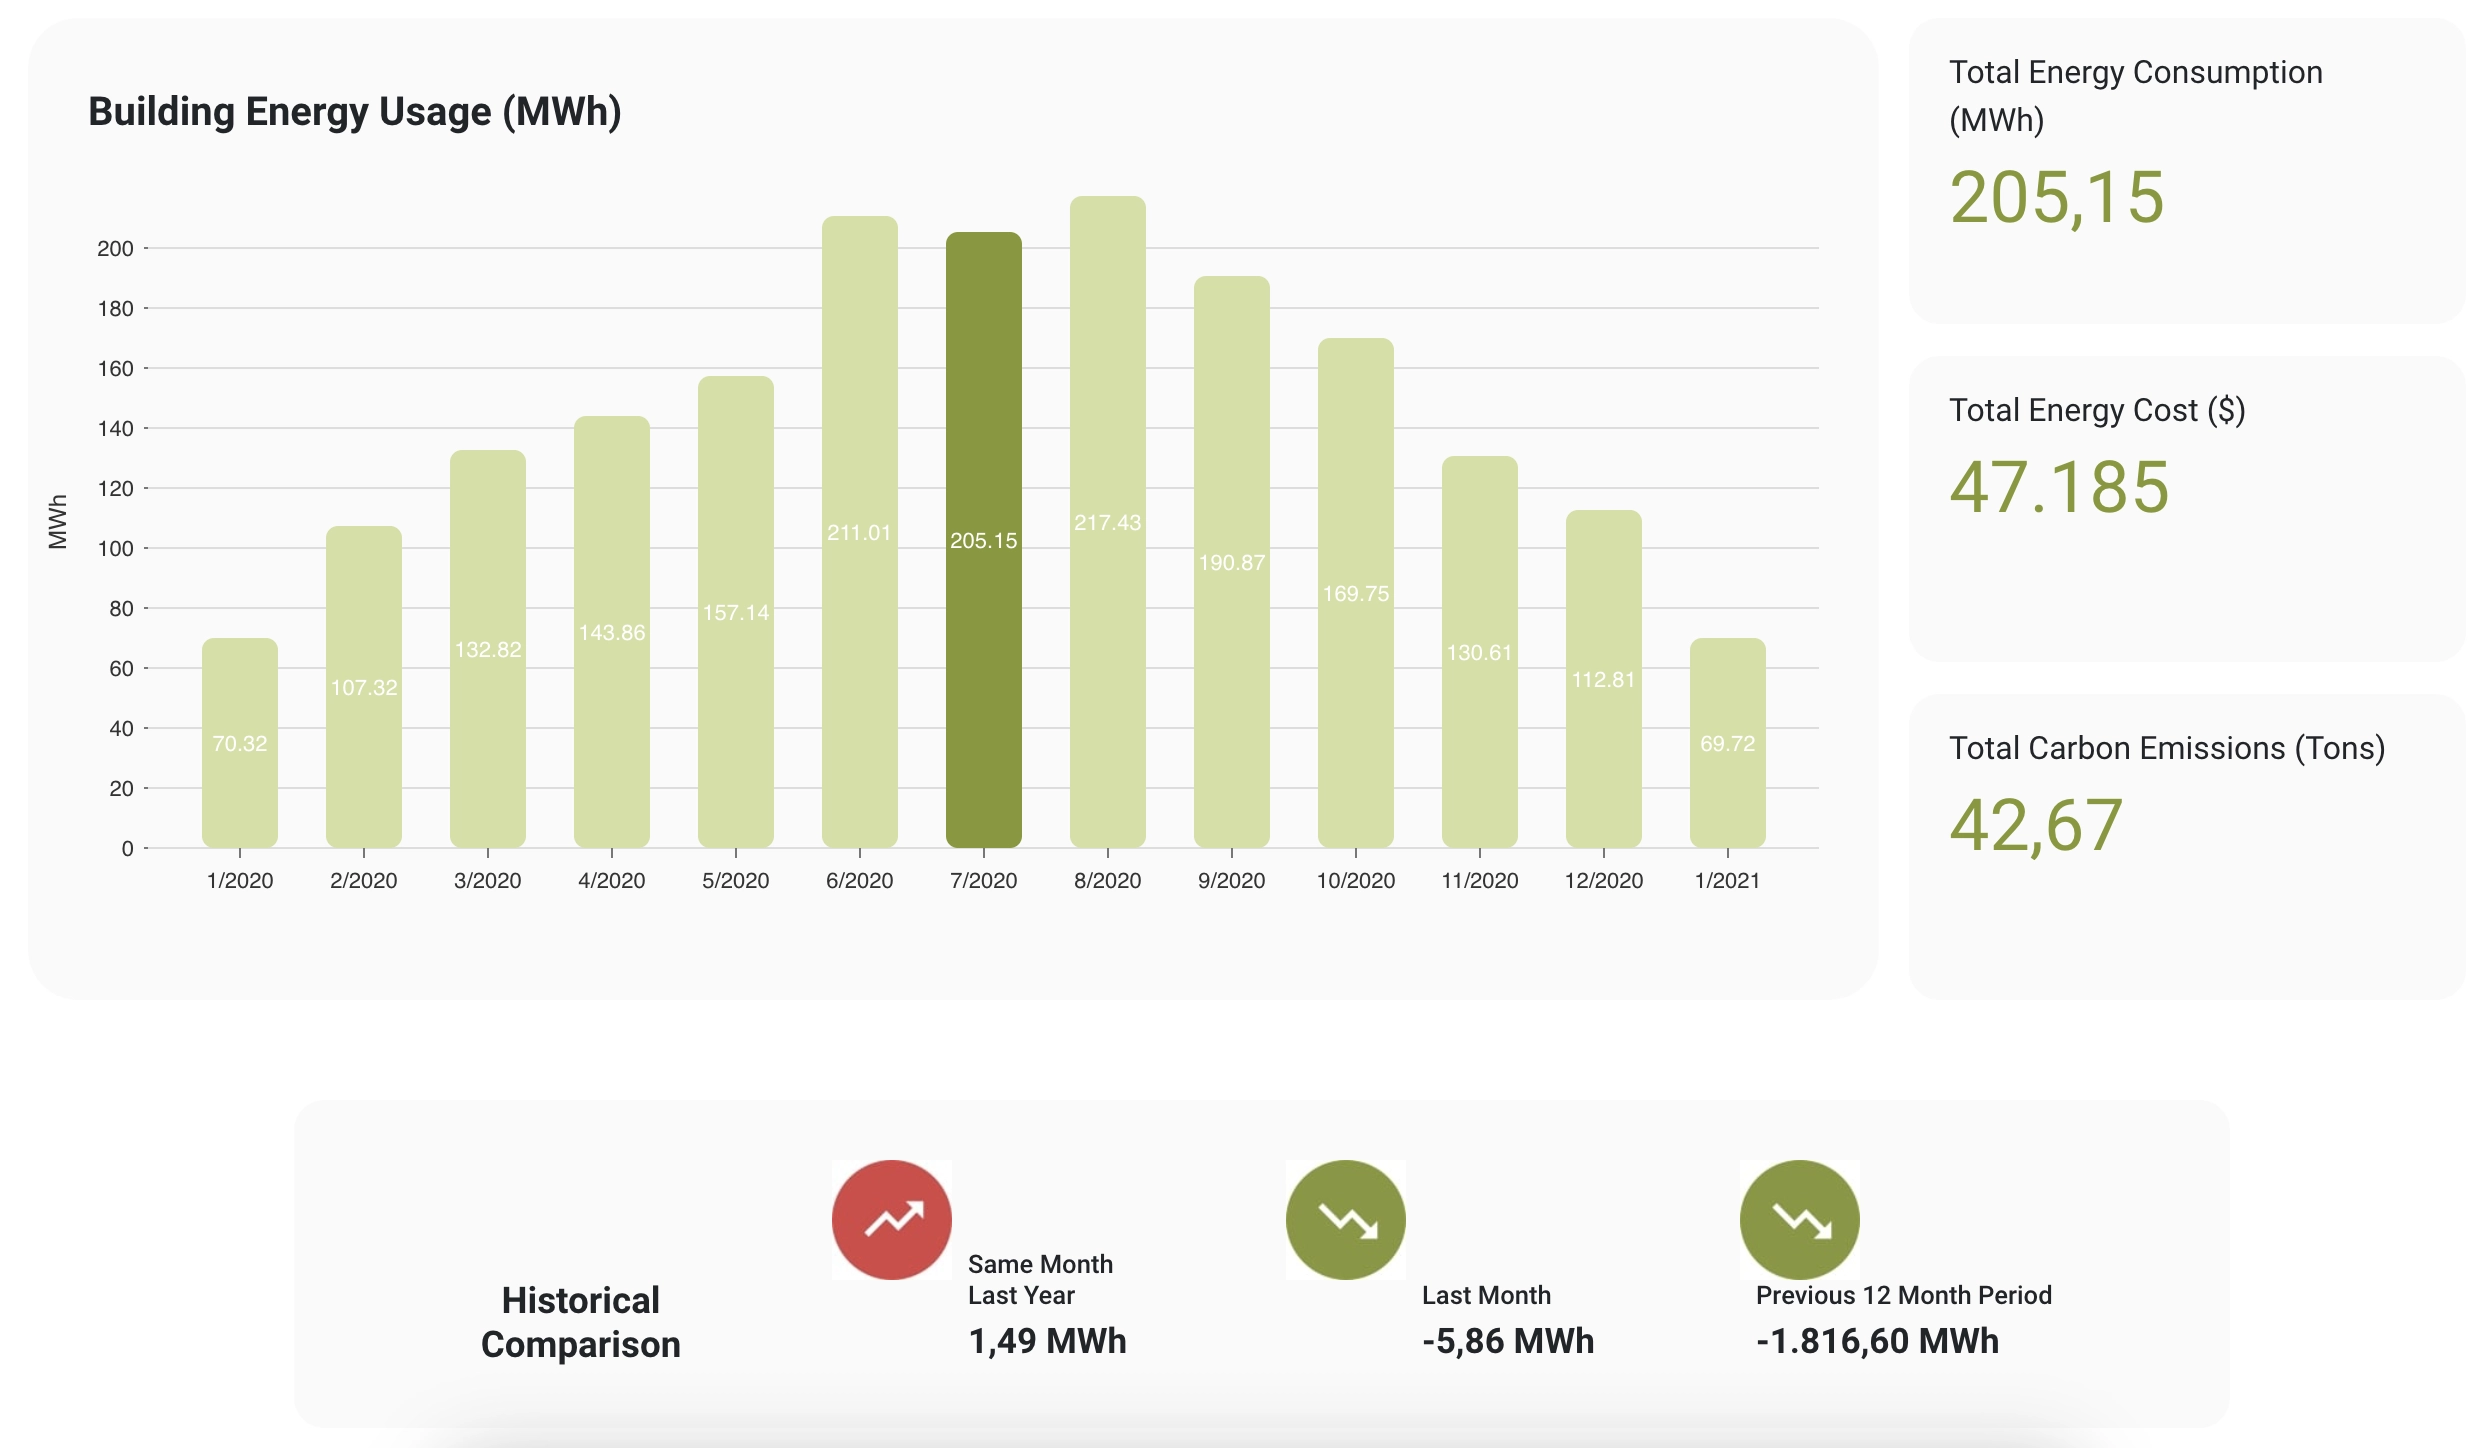 Building Energy Usage (MWh)
MWh
200
180
160
140
120
100
80
60
40
20
0
70.32
107.32
132.82
143.86
157.14
211.01
205.15
217.43
190.87
169.75
130.61
112.81
69.72
1/2020
2/2020
3/2020
4/2020
5/2020
6/2020
7/2020
8/2020
9/2020
10/2020
11/2020
12/2020
1/2021
Total Energy Consumption
(MWh)
205,15
Total Energy Cost ($)
47.185
Total Carbon Emissions (Tons)
42,67
Historical
Comparison
Same Month
Last Year
1,49 MWh
Last Month
-5,86 MWh
Previous 12 Month Period
-1.816,60 MWh